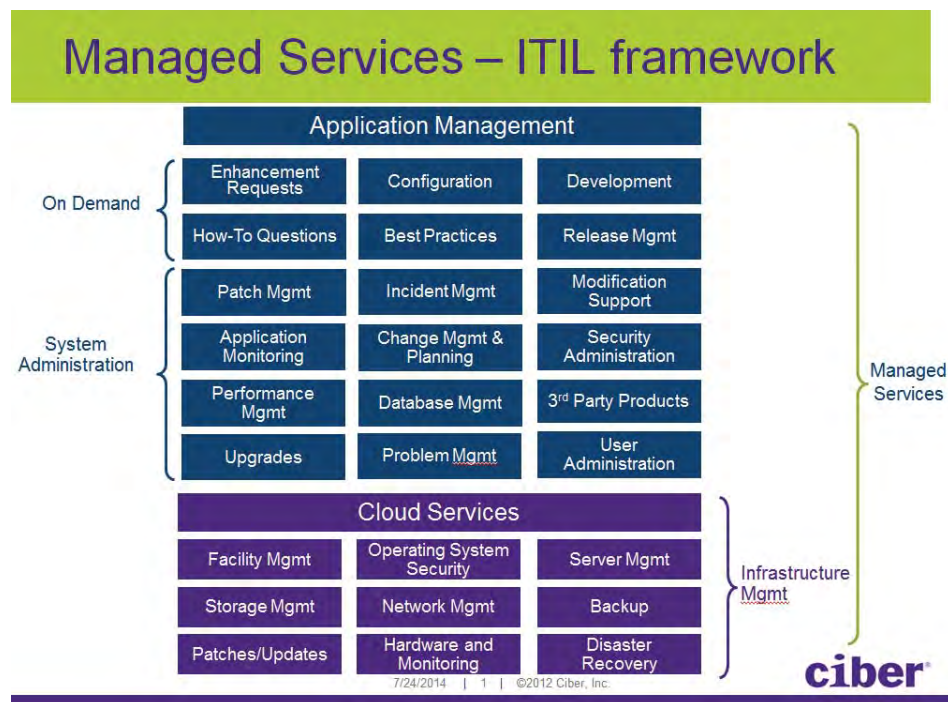 Managed Services – ITIL framework
Application Management
On Demand
Enhancement
Requests
Configuration
Development
How-To Questions
Best Practices
Release Mgmt
System
Administration
Patch Mgmt
Incident Mgmt
Modification
Support
Application
Monitoring
Change Mgmt &
Planning
Security
Administration
Performance
Mgmt
Database Mgmt
3rd Party Products
Upgrades
Problem Mgmt
User
Administration
Managed
Services
Cloud Services
Facility Mgmt
Operating System
Security
Server Mgmt
Storage Mgmt
Network Mgmt
Backup
Patches/Updates
Hardware and
Monitoring
Disaster
Recovery
Infrastructure
Mgmt
7/24/2014 | 1 | ©2012 Ciber, Inc.
ciber